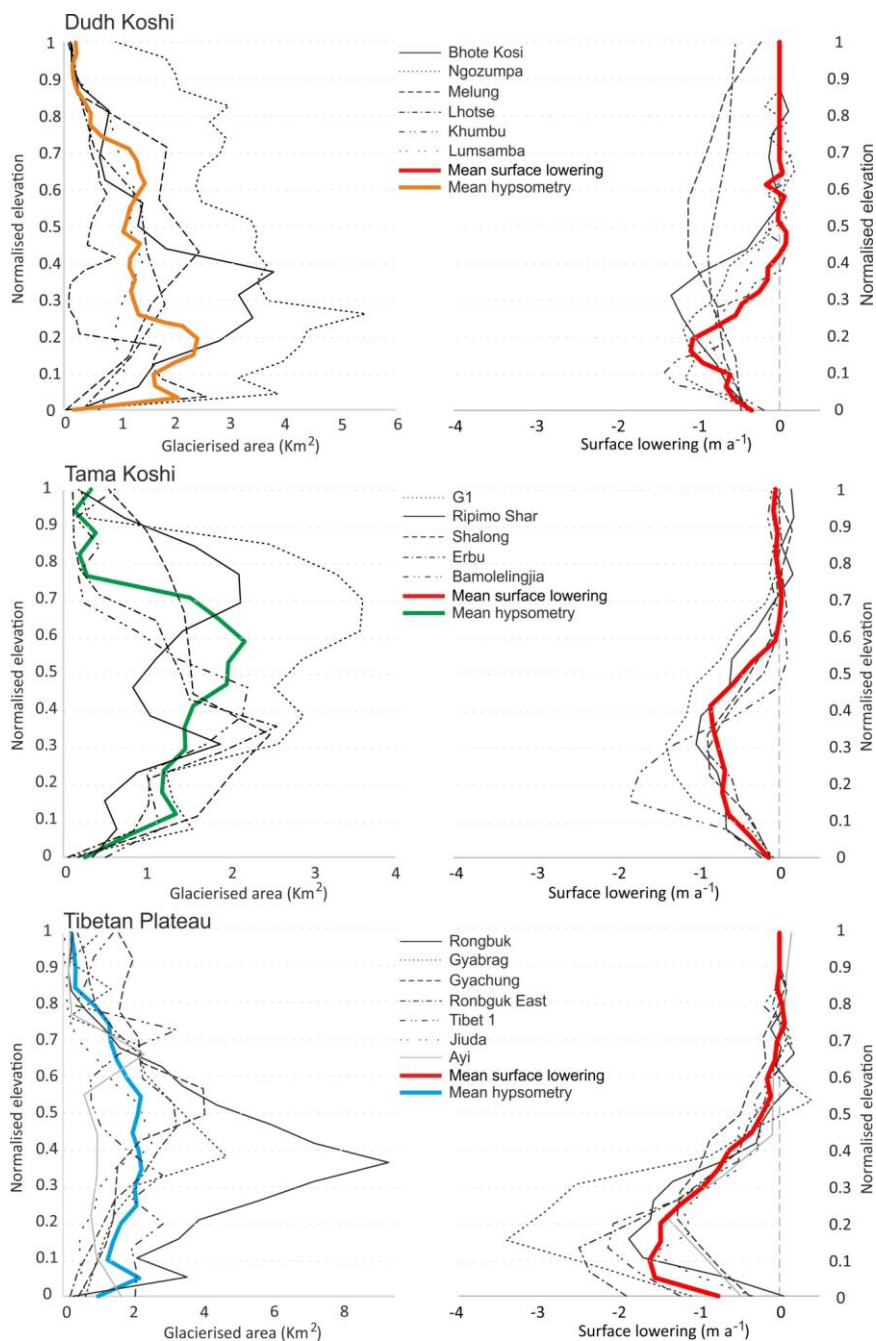 Dudh Koshi
1
0.9
0.8
0.7
0.6
0.5
0.4
0.3
0.2
0.1
0
Normalised elevation
0 1 2 3 4 5 6
Glacierised area (Km²)
Bhote Kosi
Ngozumpa
Melung
Lhotse
Khumbu
Lumsamba
Mean surface lowering
Mean hypsometry
1
0.9
0.8
0.7
0.6
0.5
0.4
0.3
0.2
0.1
0
Normalised elevation
-4 -3 -2 -1 0
Surface lowering (m a⁻¹)
Tama Koshi
1
0.9
0.8
0.7
0.6
0.5
0.4
0.3
0.2
0.1
0
Normalised elevation
0 1 2 3 4
Glacierised area (Km²)
G1
Ripimo Shar
Shalong
Erbu
Bamolelingjia
Mean surface lowering
Mean hypsometry
1
0.9
0.8
0.7
0.6
0.5
0.4
0.3
0.2
0.1
0
Normalised elevation
-4 -3 -2 -1 0
Surface lowering (m a⁻¹)
Tibetan Plateau
1
0.9
0.8
0.7
0.6
0.5
0.4
0.3
0.2
0.1
0
Normalised elevation
0 2 4 6 8
Glacierised area (Km²)
Rongbuk
Gyabrag
Gyachung
Ronbguk East
Tibet 1
Jiuda
Ayi
Mean surface lowering
Mean hypsometry
1
0.9
0.8
0.7
0.6
0.5
0.4
0.3
0.2
0.1
0
Normalised elevation
-4 -3 -2 -1 0
Surface lowering (m a⁻¹)